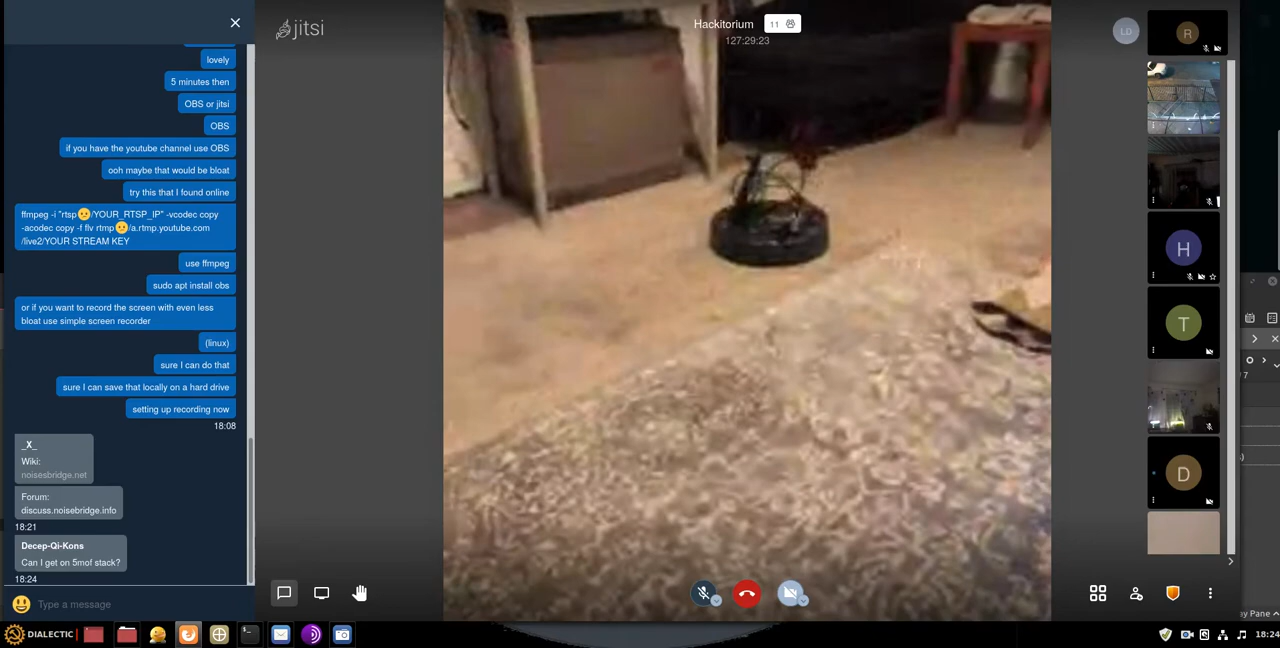 lovely
5 minutes then
OBS or jitsi
OBS
if you have the youtube channel use OBS
ooh maybe that would be bloat
try this that I found online
ffmpeg -i "rtsp😕/YOUR_RTSP_IP" -vcodec copy
-acodec copy -f flv rtmp😕/a.rtmp.youtube.com
/live2/YOUR STREAM KEY
use ffmpeg
sudo apt install obs
or if you want to record the screen with even less
bloat use simple screen recorder
(linux)
sure I can do that
sure I can save that locally on a hard drive
setting up recording now
18:08
_X_
Wiki:
noisesbridge.net
Forum:
discuss.noisebridge.info
18:21
Decep-Qi-Kons
Can I get on 5mof stack?
18:24
Type a message
jitsi
Hackitorium
11
127:29:23
LD
R
H
T
D
/ 7
ay Pane
DIALECTIC
18:24